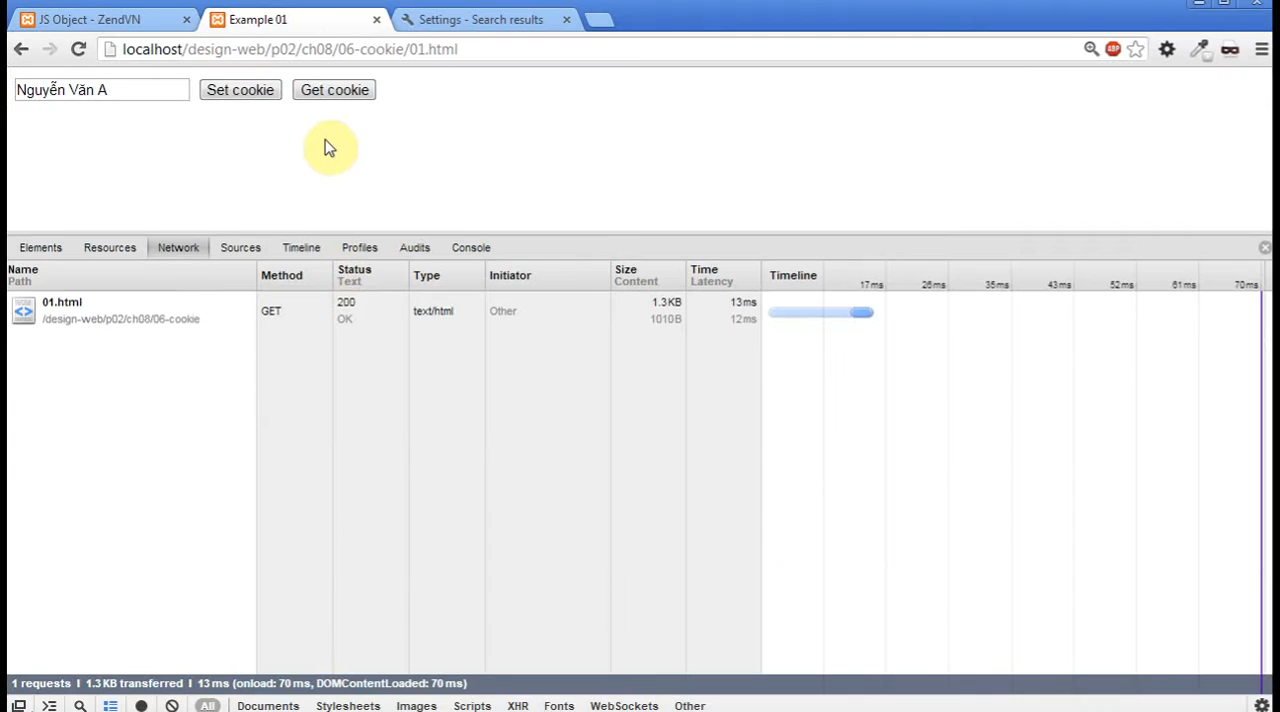 JS Object - ZendVN
Example 01
Settings - Search results
localhost/design-web/p02/ch08/06-cookie/01.html
ABP
Nguyễn Văn A
Set cookie
Get cookie
Elements Resources Network Sources Timeline Profiles Audits Console
Name Method Status Type Initiator Size Time Timeline
Path Text Content Latency 17ms 26ms 35ms 43ms 52ms 61ms 70ms
01.html GET 200 text/html Other 1.3KB 13ms
/design-web/p02/ch08/06-cookie OK 1010B 12ms
1 requests | 1.3KB transferred | 13ms (onload: 70ms, DOMContentLoaded: 70ms)
All Documents Stylesheets Images Scripts XHR Fonts WebSockets Other